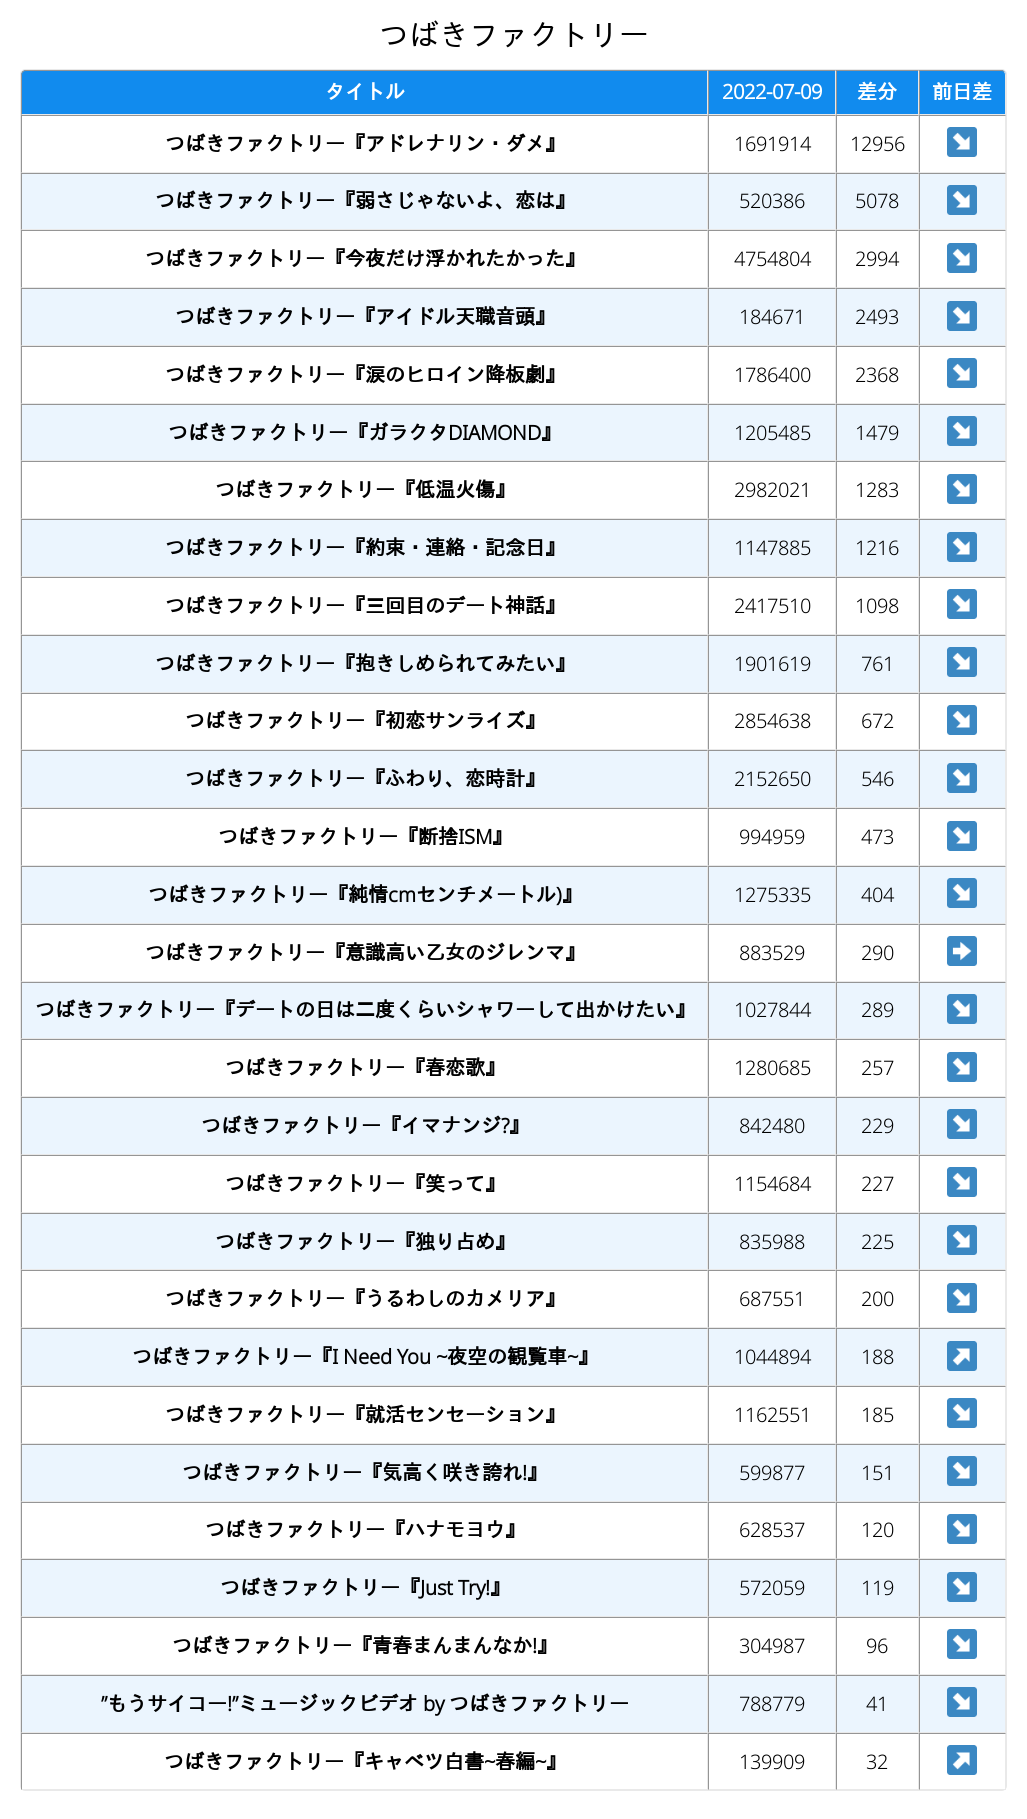 つばきファクトリー
タイトル 2022-07-09 差分 前日差
つばきファクトリー『アドレナリン・ダメ』 1691914 12956 ↘
つばきファクトリー『弱さじゃないよ、恋は』 520386 5078 ↘
つばきファクトリー『今夜だけ浮かれたかった』 4754804 2994 ↘
つばきファクトリー『アイドル天職音頭』 184671 2493 ↘
つばきファクトリー『涙のヒロイン降板劇』 1786400 2368 ↘
つばきファクトリー『ガラクタDIAMOND』 1205485 1479 ↘
つばきファクトリー『低温火傷』 2982021 1283 ↘
つばきファクトリー『約束・連絡・記念日』 1147885 1216 ↘
つばきファクトリー『三回目のデート神話』 2417510 1098 ↘
つばきファクトリー『抱きしめられてみたい』 1901619 761 ↘
つばきファクトリー『初恋サンライズ』 2854638 672 ↘
つばきファクトリー『ふわり、恋時計』 2152650 546 ↘
つばきファクトリー『断捨ISM』 994959 473 ↘
つばきファクトリー『純情cmセンチメートル)』 1275335 404 ↘
つばきファクトリー『意識高い乙女のジレンマ』 883529 290 ➡
つばきファクトリー『デートの日は二度くらいシャワーして出かけたい』 1027844 289 ↘
つばきファクトリー『春恋歌』 1280685 257 ↘
つばきファクトリー『イマナンジ?』 842480 229 ↘
つばきファクトリー『笑って』 1154684 227 ↘
つばきファクトリー『独り占め』 835988 225 ↘
つばきファクトリー『うるわしのカメリア』 687551 200 ↘
つばきファクトリー『I Need You ~夜空の観覧車~』 1044894 188 ↗
つばきファクトリー『就活センセーション』 1162551 185 ↘
つばきファクトリー『気高く咲き誇れ!』 599877 151 ↘
つばきファクトリー『ハナモヨウ』 628537 120 ↘
つばきファクトリー『Just Try!』 572059 119 ↘
つばきファクトリー『青春まんまんなか!』 304987 96 ↘
”もうサイコー!”ミュージックビデオ by つばきファクトリー 788779 41 ↘
つばきファクトリー『キャベツ白書~春編~』 139909 32 ↗